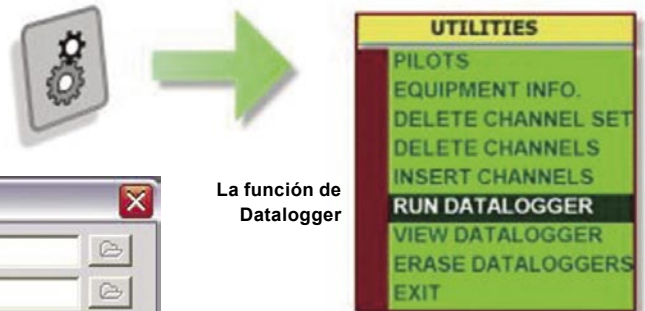 UTILITIES
PILOTS
EQUIPMENT INFO.
DELETE CHANNEL SET
DELETE CHANNELS
INSERT CHANNELS
La función de
Datalogger
RUN DATALOGGER
VIEW DATALOGGER
ERASE DATALOGGERS
EXIT